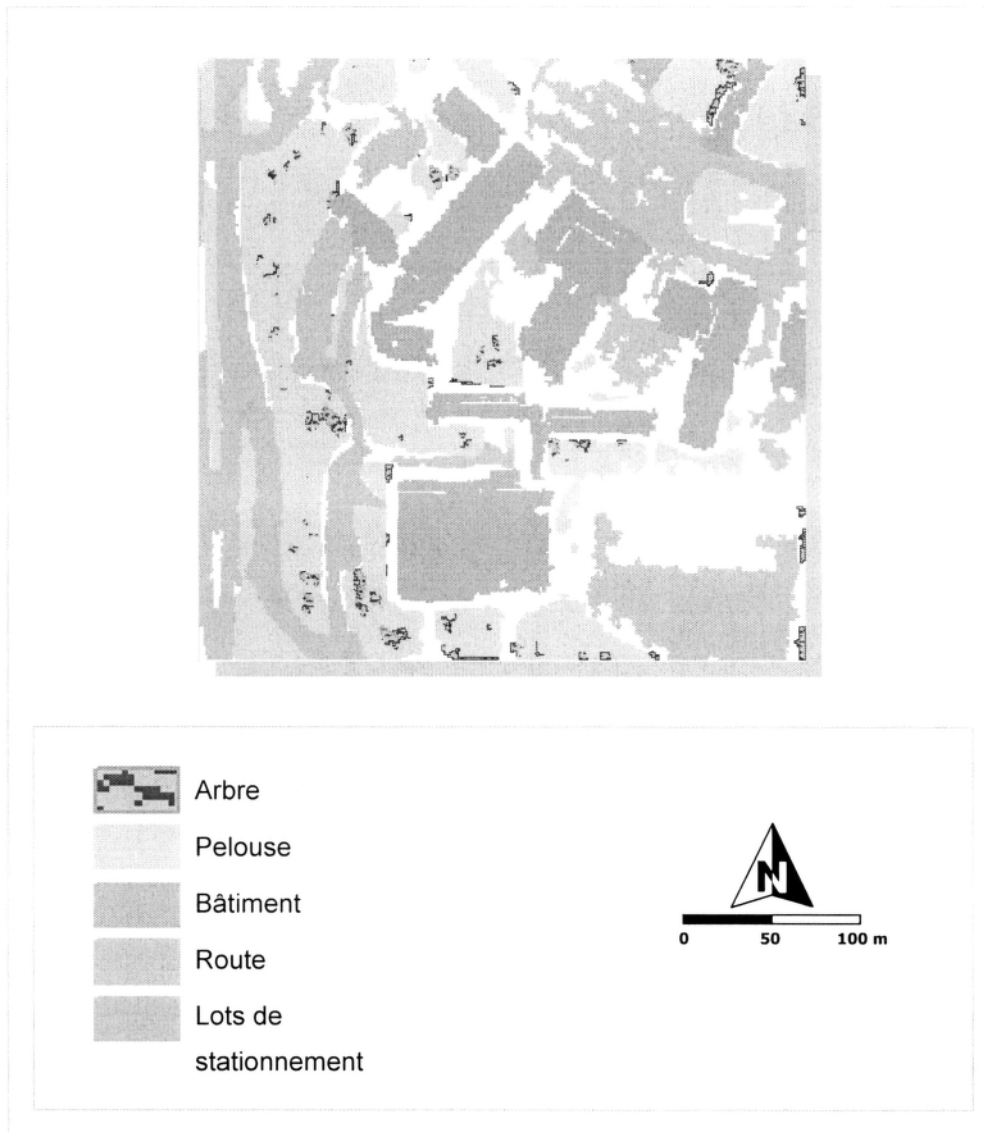 Arbre
Pelouse
Bâtiment
Route
Lots de
stationnement
N
0 50 100 m